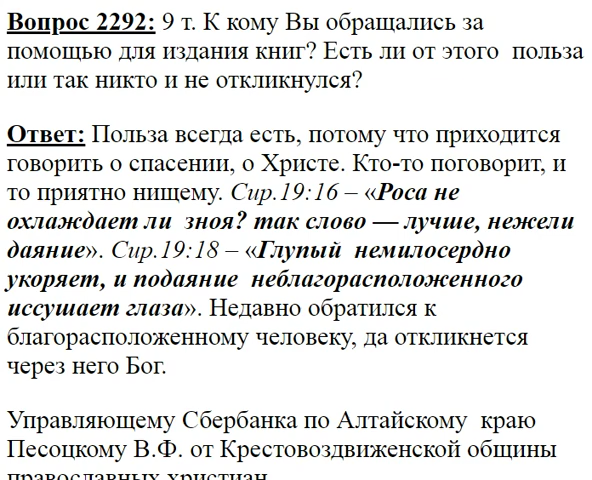 Вопрос 2292: 9 т. К кому Вы обращались за
помощью для издания книг? Есть ли от этого польза
или так никто и не откликнулся?
Ответ: Польза всегда есть, потому что приходится
говорить о спасении, о Христе. Кто-то поговорит, и
то приятно нищему. Сир.19:16 – «Роса не
охлаждает ли зноя? так слово — лучше, нежели
даяние». Сир.19:18 – «Глупый немилосердно
укоряет, и подаяние неблагорасположенного
иссушает глаза». Недавно обратился к
благорасположенному человеку, да откликнется
через него Бог.
Управляющему Сбербанка по Алтайскому краю
Песоцкому В.Ф. от Крестовоздвиженской общины
православных христиан